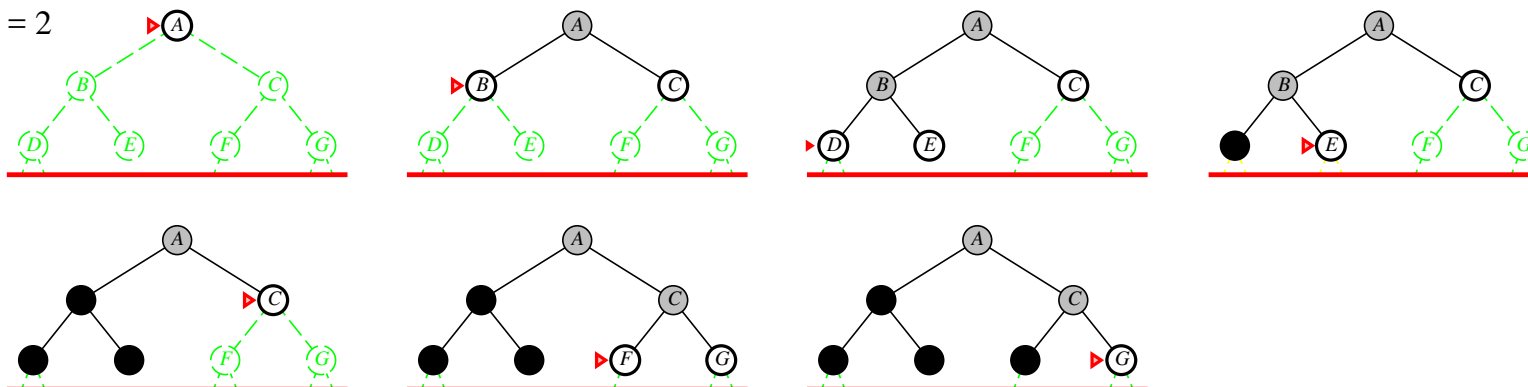 = 2
A A A A
B C B C B C B C
D E F G D E F G D E F G E F G
A A A
C C C
F G F G G